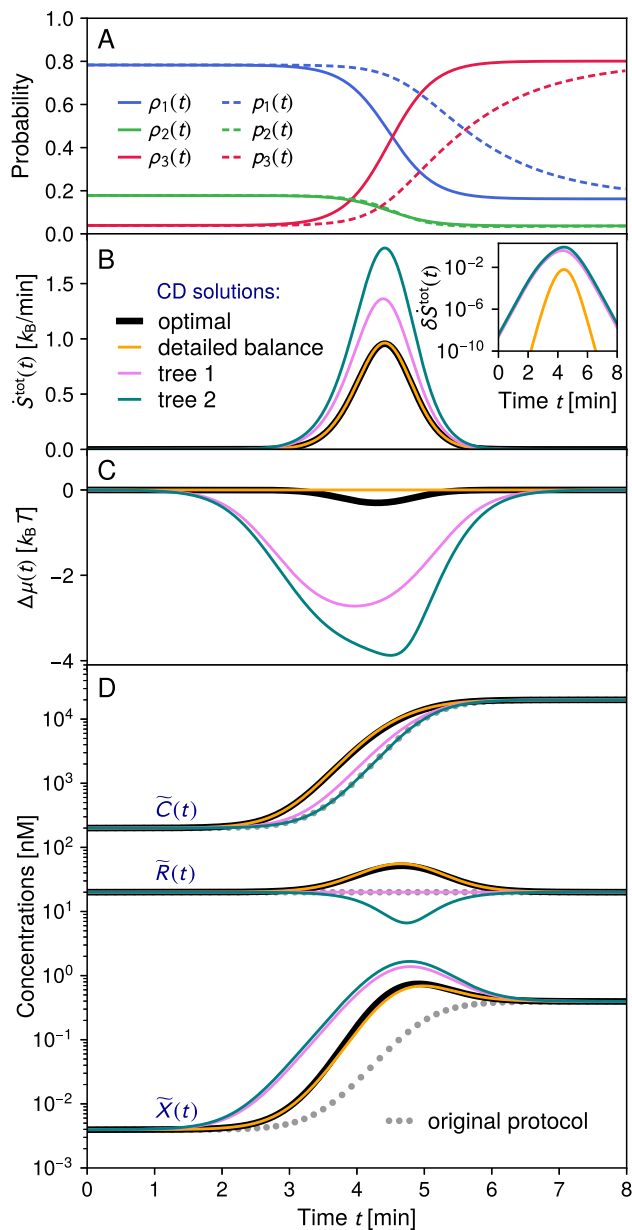 A
Probability
1.0
0.8
0.6
0.4
0.2
0.0
ρ₁(t) p₁(t)
ρ₂(t) p₂(t)
ρ₃(t) p₃(t)
B
Ṡᵗᵒᵗ(t) [k_B/min]
1.5
1.0
0.5
0.0
CD solutions:
optimal
detailed balance
tree 1
tree 2
δṠᵗᵒᵗ(t)
10⁻²
10⁻⁶
10⁻¹⁰
0 2 4 6 8
Time t [min]
C
Δμ(t) [k_B T]
0
−2
−4
D
Concentrations [nM]
10⁴
10³
10²
10¹
10⁰
10⁻¹
10⁻²
10⁻³
C̃(t)
R̃(t)
X̃(t)
original protocol
0 1 2 3 4 5 6 7 8
Time t [min]